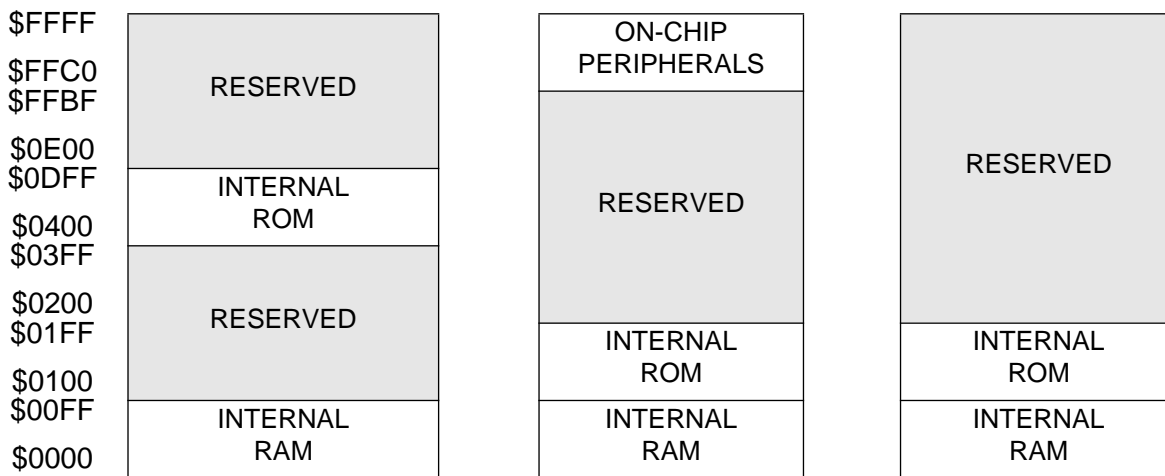 $FFFF
$FFC0
$FFBF
$0E00
$0DFF
$0400
$03FF
$0200
$01FF
$0100
$00FF
$0000
RESERVED
INTERNAL
ROM
RESERVED
INTERNAL
RAM
ON-CHIP
PERIPHERALS
RESERVED
INTERNAL
ROM
INTERNAL
RAM
RESERVED
INTERNAL
ROM
INTERNAL
RAM